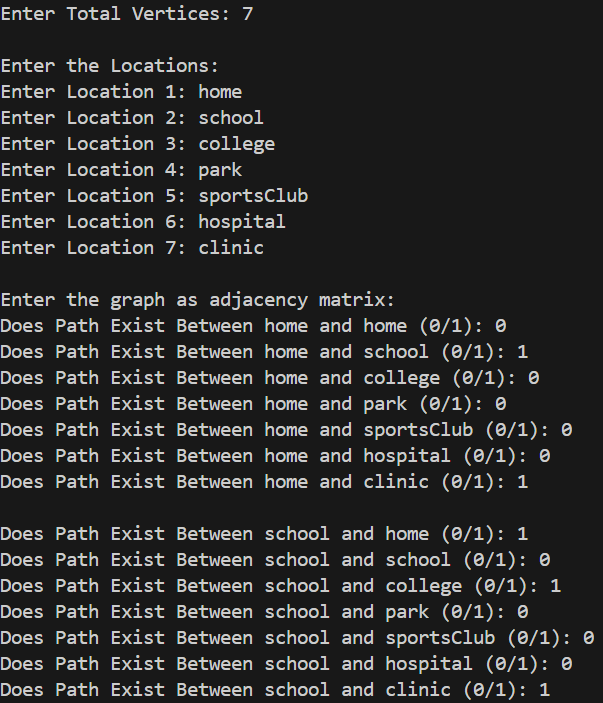 Enter Total Vertices: 7
Enter the Locations:
Enter Location 1: home
Enter Location 2: school
Enter Location 3: college
Enter Location 4: park
Enter Location 5: sportsClub
Enter Location 6: hospital
Enter Location 7: clinic
Enter the graph as adjacency matrix:
Does Path Exist Between home and home (0/1): 0
Does Path Exist Between home and school (0/1): 1
Does Path Exist Between home and college (0/1): 0
Does Path Exist Between home and park (0/1): 0
Does Path Exist Between home and sportsClub (0/1): 0
Does Path Exist Between home and hospital (0/1): 0
Does Path Exist Between home and clinic (0/1): 1
Does Path Exist Between school and home (0/1): 1
Does Path Exist Between school and school (0/1): 0
Does Path Exist Between school and college (0/1): 1
Does Path Exist Between school and park (0/1): 0
Does Path Exist Between school and sportsClub (0/1): 0
Does Path Exist Between school and hospital (0/1): 0
Does Path Exist Between school and clinic (0/1): 1